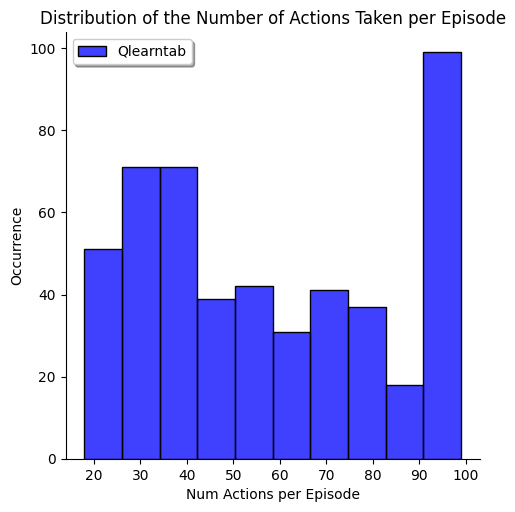 Distribution of the Number of Actions Taken per Episode
Qlearntab
100
80
60
40
20
0
Occurrence
20 30 40 50 60 70 80 90 100
Num Actions per Episode